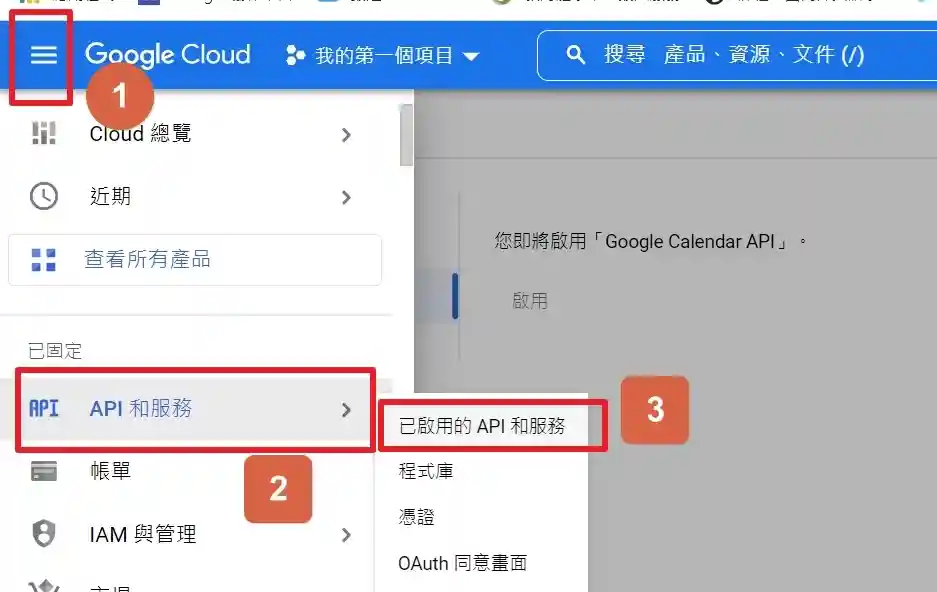 Google Cloud
我的第一個項目
搜尋 產品、資源、文件 (/)
1
Cloud 總覽
近期
查看所有產品
您即將啟用「Google Calendar API」。
啟用
已固定
API API 和服務
已啟用的 API 和服務
3
帳單
2
程式庫
憑證
IAM 與管理
OAuth 同意畫面